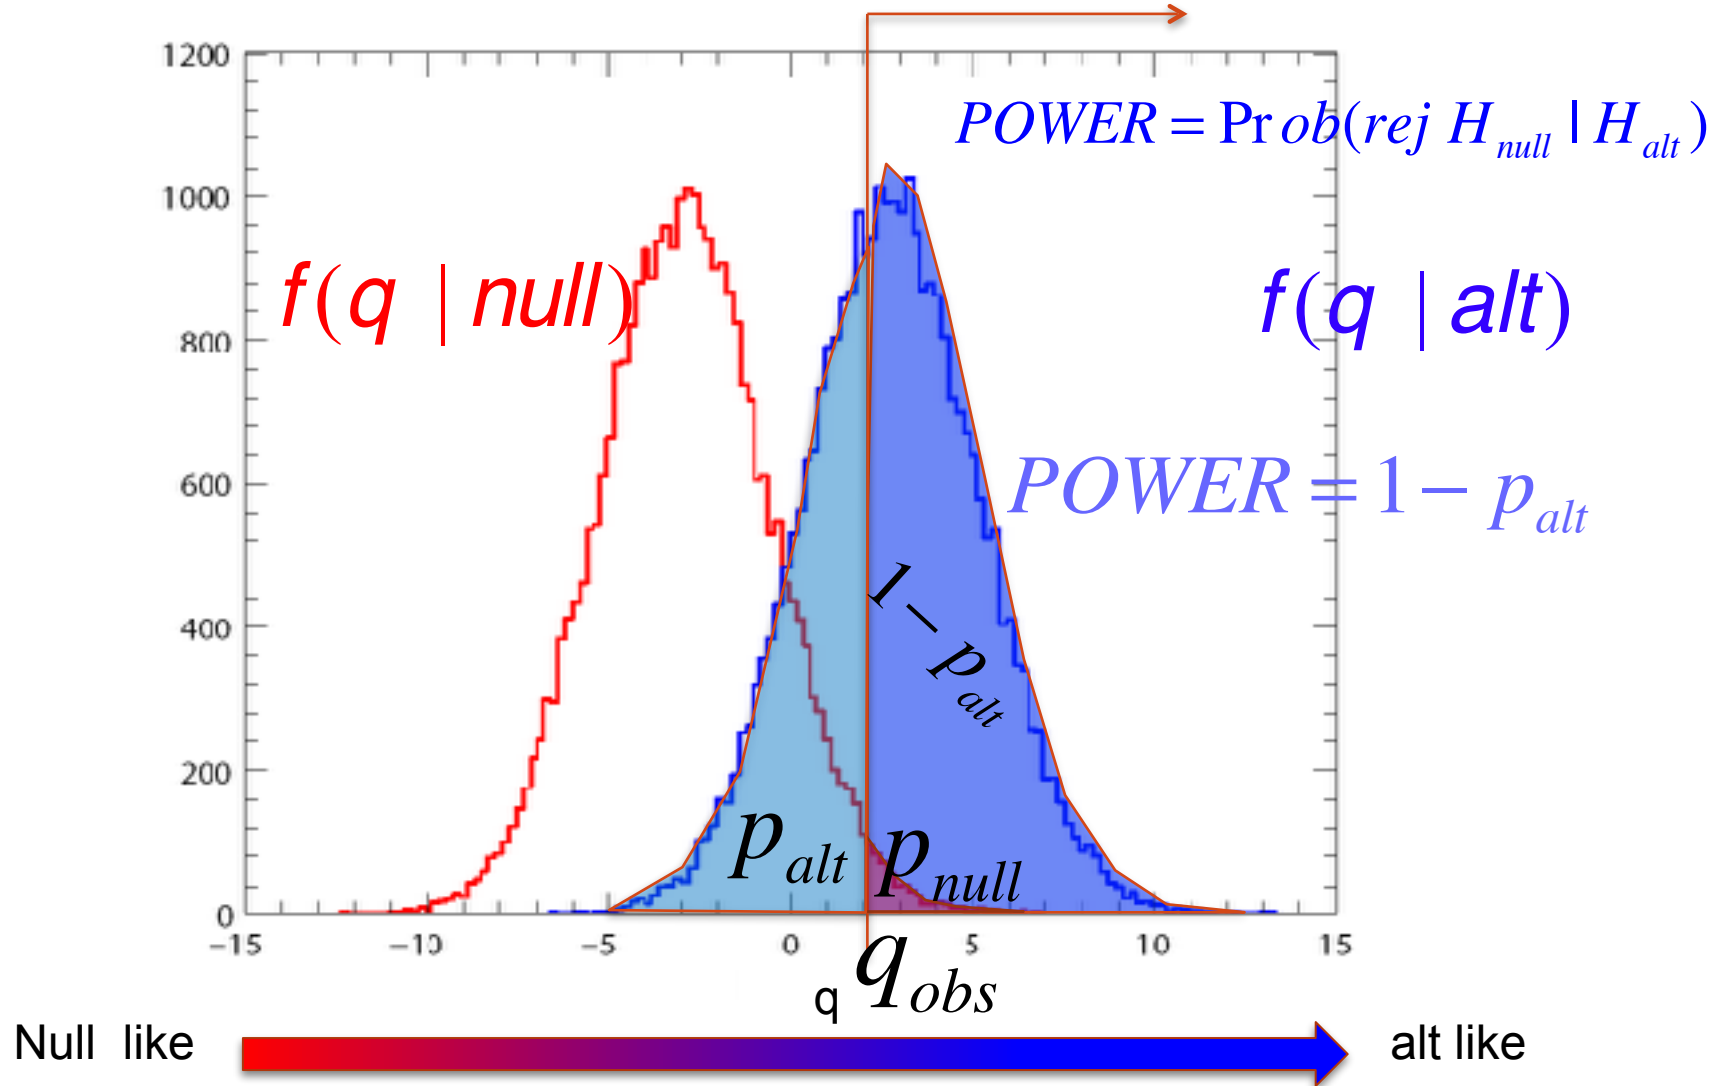 1200
POWER = Prob(rej H_null | H_alt)
1000
f(q | null)
f(q | alt)
800
600
POWER = 1 − p_alt
1 − p_alt
400
200
p_alt
p_null
0
−15 −10 −5 0 5 10 15
q
q_obs
Null like
alt like